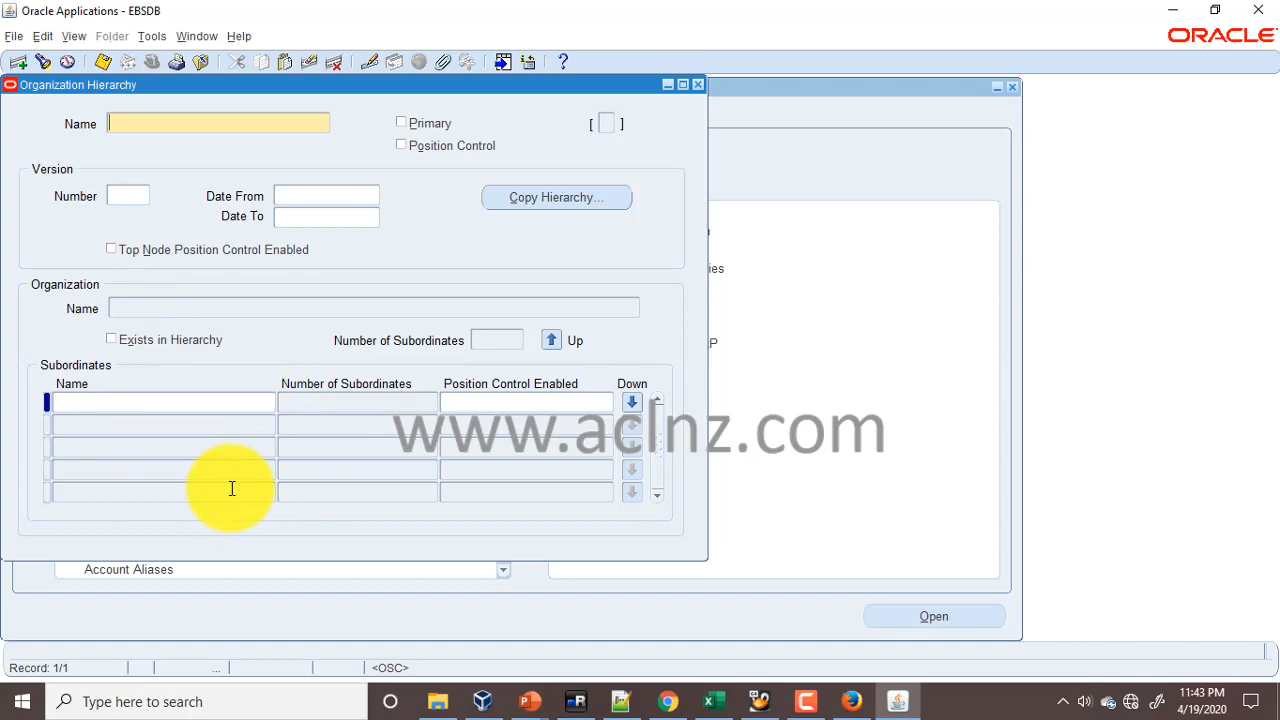 Oracle Applications - EBSDB
File Edit View Folder Tools Window Help
ORACLE
Organization Hierarchy
Name
Primary
[ ]
Position Control
Version
Number
Date From
Copy Hierarchy...
Date To
Top Node Position Control Enabled
Organization
Name
Exists in Hierarchy
Number of Subordinates
Up
Subordinates
Name Number of Subordinates Position Control Enabled Down
www.aclnz.com
ies
P
Account Aliases
Open
Record: 1/1
...
<OSC>
Type here to search
11:43 PM
4/19/2020